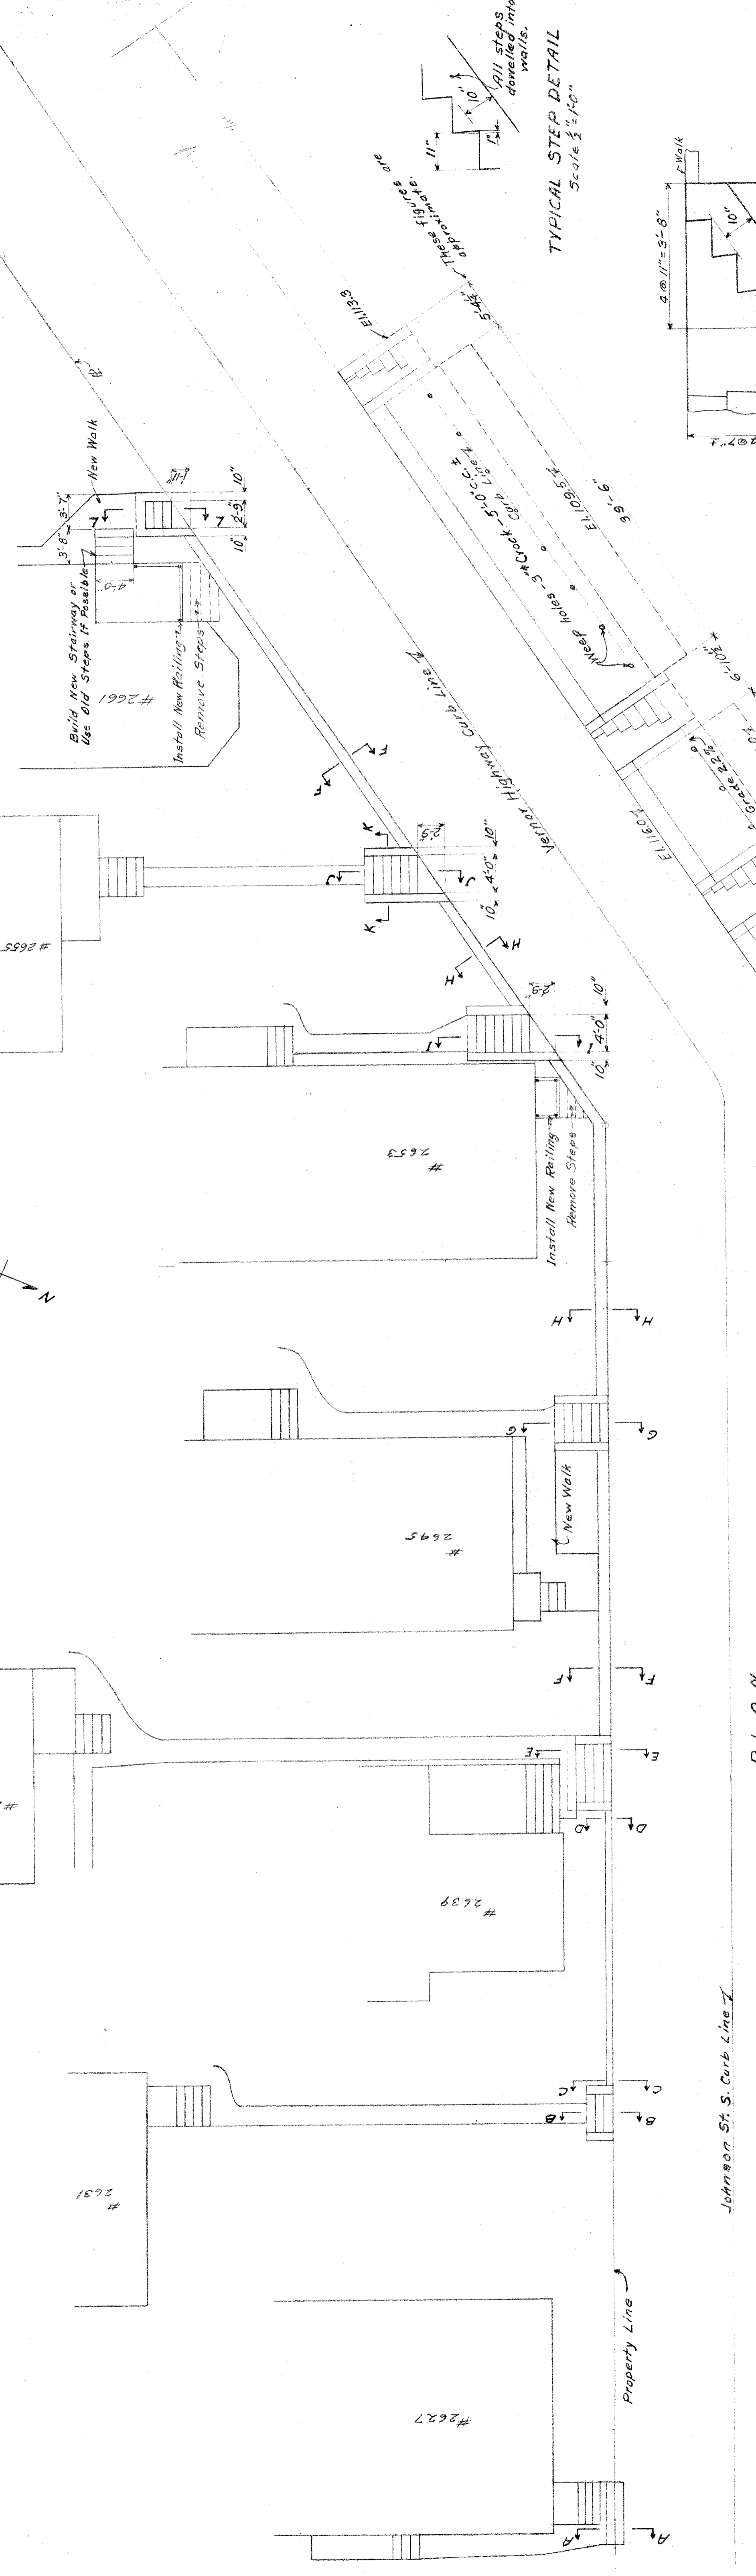 All steps
dowelled into
walls.
10"
11"
1"
TYPICAL STEP DETAIL
Scale ½"=1'-0"
These figures are
approximate.
El.113.3
5'-4½"
Walk
4 @ 11" = 3'-8"
10"
@ 7" ±
Weep holes - 3"ø Crock - 5'-0" c.c. ±
Curb Line
El.109.5±
39'-6"
6'-10½" ±
Grade 2.2%
El.116.0±
Vernor Highway Curb Line
New Walk
3'-7"
3'-8"
L
L
1'-11"
10"
2'-9"
10"
4'-0"
Build New Stairway or
Use Old Steps If Possible
Install New Railing
Remove Steps
#2661
F
F
#2655
K
K
J
J
2'-9"
10"
4'-0"
10"
H
H
I
I
2'-9"
10"
4'-0"
10"
#2653
Install New Railing
Remove Steps
N
H
H
G
G
New Walk
#2645
F
F
E
E
D
D
#
#2639
C
C
B
B
#2631
Johnson St. S. Curb Line
Property Line
#2627
A
A